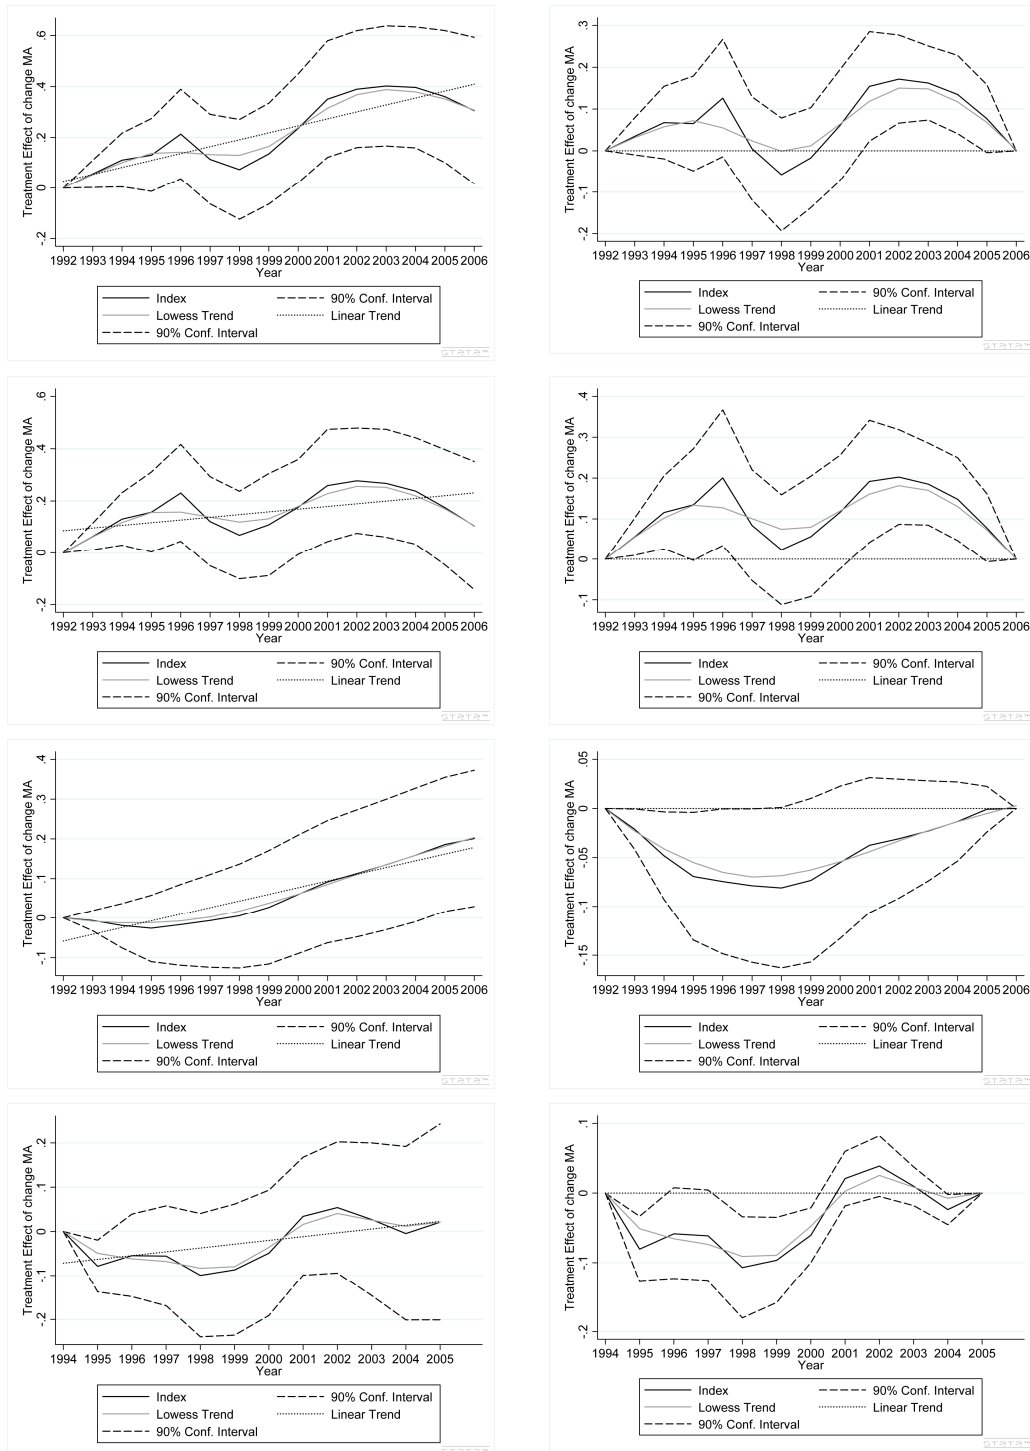 Treatment Effect of change MA
-.2 0 .2 .4 .6
1992 1993 1994 1995 1996 1997 1998 1999 2000 2001 2002 2003 2004 2005 2006
Year
Index 90% Conf. Interval
Lowess Trend Linear Trend
90% Conf. Interval
STATA™
Treatment Effect of change MA
-.2 -.1 0 .1 .2 .3
1992 1993 1994 1995 1996 1997 1998 1999 2000 2001 2002 2003 2004 2005 2006
Year
Index 90% Conf. Interval
Lowess Trend Linear Trend
90% Conf. Interval
STATA™
Treatment Effect of change MA
-.2 0 .2 .4 .6
1992 1993 1994 1995 1996 1997 1998 1999 2000 2001 2002 2003 2004 2005 2006
Year
Index 90% Conf. Interval
Lowess Trend Linear Trend
90% Conf. Interval
STATA™
Treatment Effect of change MA
-.1 0 .1 .2 .3 .4
1992 1993 1994 1995 1996 1997 1998 1999 2000 2001 2002 2003 2004 2005 2006
Year
Index 90% Conf. Interval
Lowess Trend Linear Trend
90% Conf. Interval
STATA™
Treatment Effect of change MA
-.1 0 .1 .2 .3 .4
1992 1993 1994 1995 1996 1997 1998 1999 2000 2001 2002 2003 2004 2005 2006
Year
Index 90% Conf. Interval
Lowess Trend Linear Trend
90% Conf. Interval
STATA™
Treatment Effect of change MA
-.15 -.1 -.05 0 .05
1992 1993 1994 1995 1996 1997 1998 1999 2000 2001 2002 2003 2004 2005 2006
Year
Index 90% Conf. Interval
Lowess Trend Linear Trend
90% Conf. Interval
STATA™
Treatment Effect of change MA
-.2 -.1 0 .1 .2
1994 1995 1996 1997 1998 1999 2000 2001 2002 2003 2004 2005
Year
Index 90% Conf. Interval
Lowess Trend Linear Trend
90% Conf. Interval
STATA™
Treatment Effect of change MA
-.2 -.1 0 .1
1994 1995 1996 1997 1998 1999 2000 2001 2002 2003 2004 2005
Year
Index 90% Conf. Interval
Lowess Trend Linear Trend
90% Conf. Interval
STATA™